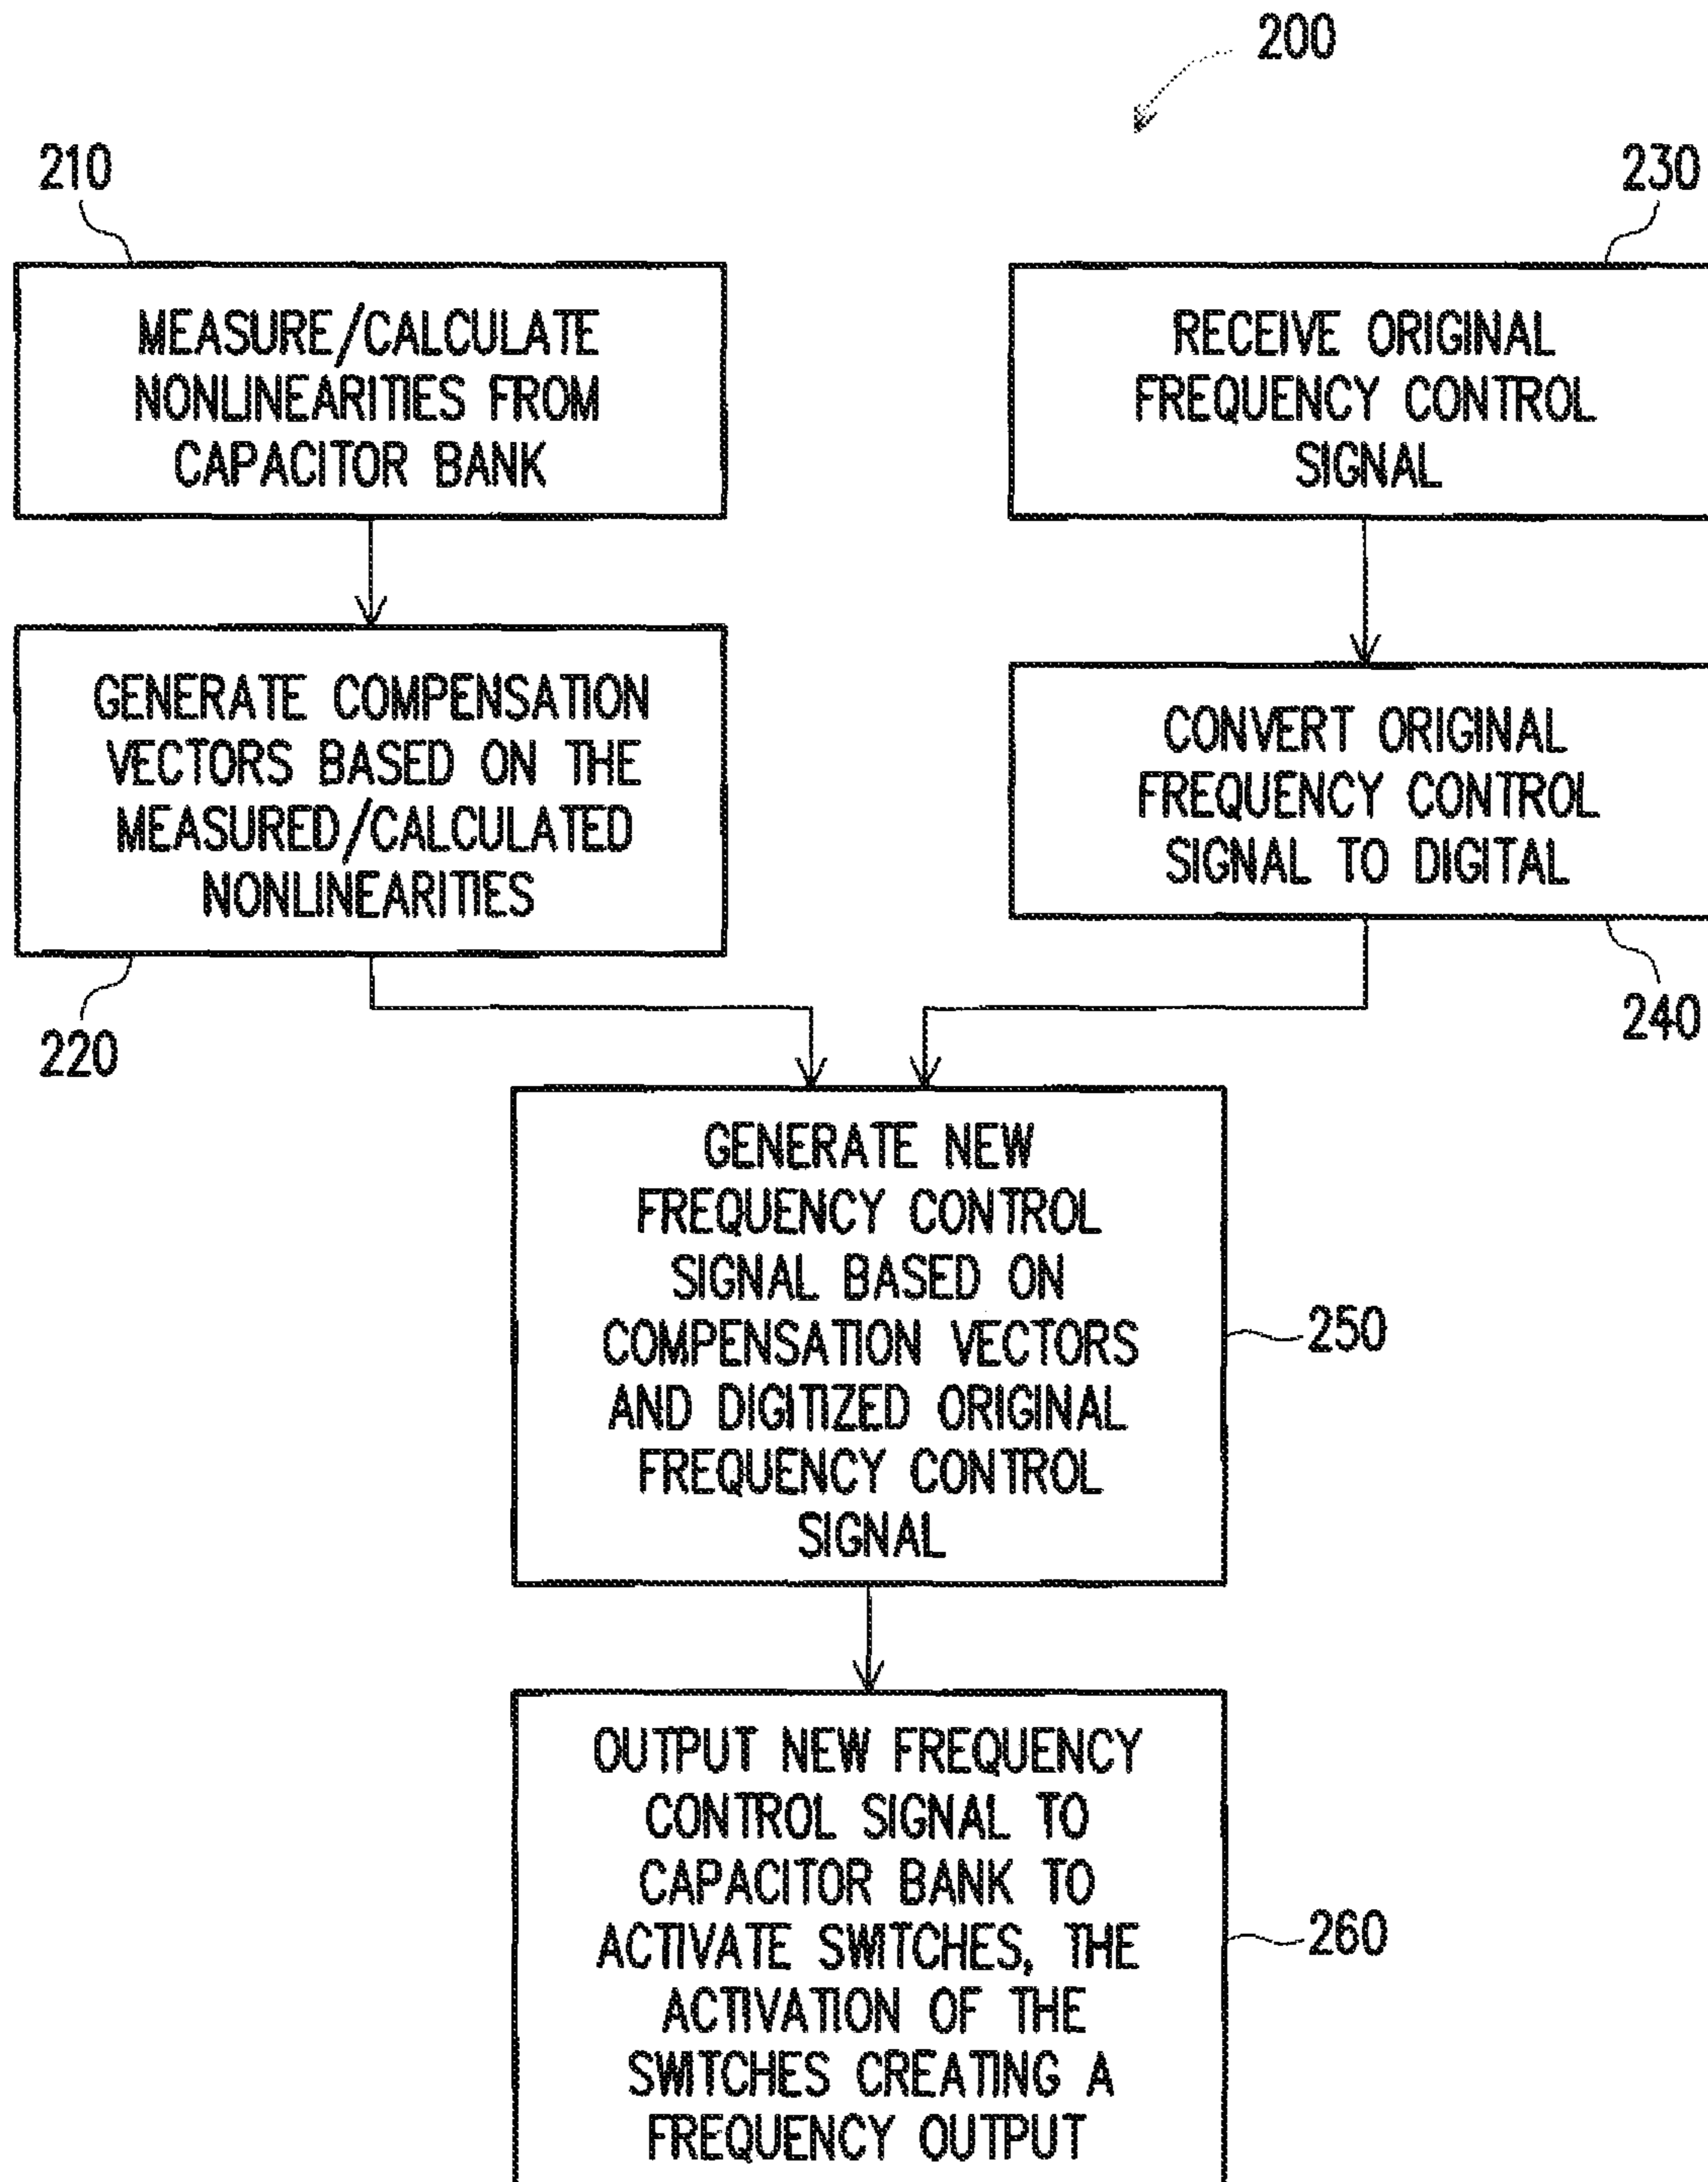 200
210
MEASURE/CALCULATE
NONLINEARITIES FROM
CAPACITOR BANK
230
RECEIVE ORIGINAL
FREQUENCY CONTROL
SIGNAL
GENERATE COMPENSATION
VECTORS BASED ON THE
MEASURED/CALCULATED
NONLINEARITIES
220
CONVERT ORIGINAL
FREQUENCY CONTROL
SIGNAL TO DIGITAL
240
GENERATE NEW
FREQUENCY CONTROL
SIGNAL BASED ON
COMPENSATION VECTORS
AND DIGITIZED ORIGINAL
FREQUENCY CONTROL
SIGNAL
250
OUTPUT NEW FREQUENCY
CONTROL SIGNAL TO
CAPACITOR BANK TO
ACTIVATE SWITCHES, THE
ACTIVATION OF THE
SWITCHES CREATING A
FREQUENCY OUTPUT
260